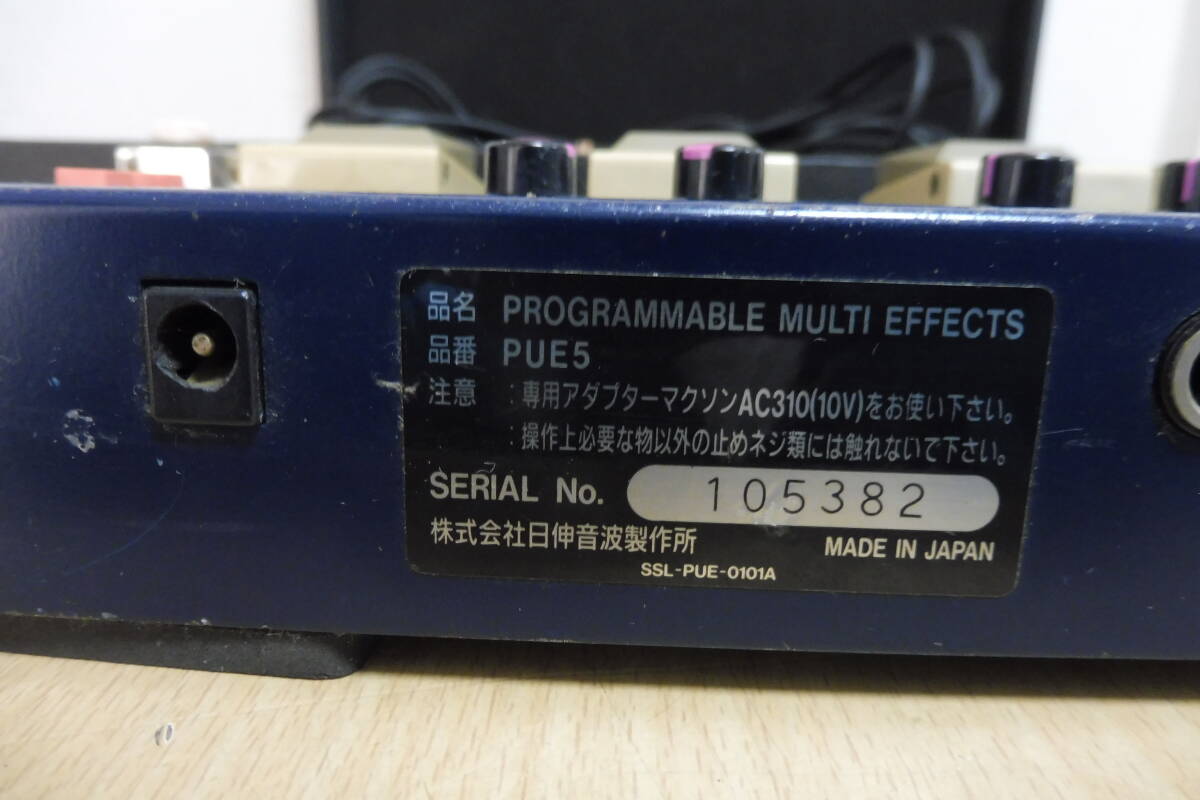 品名 PROGRAMMABLE MULTI EFFECTS
品番 PUE5
注意 :専用アダプターマクソンAC310(10V)をお使い下さい。
:操作上必要な物以外の止めネジ類には触れないで下さい。
SERIAL No. 105382
株式会社日伸音波製作所 MADE IN JAPAN
SSL-PUE-0101A